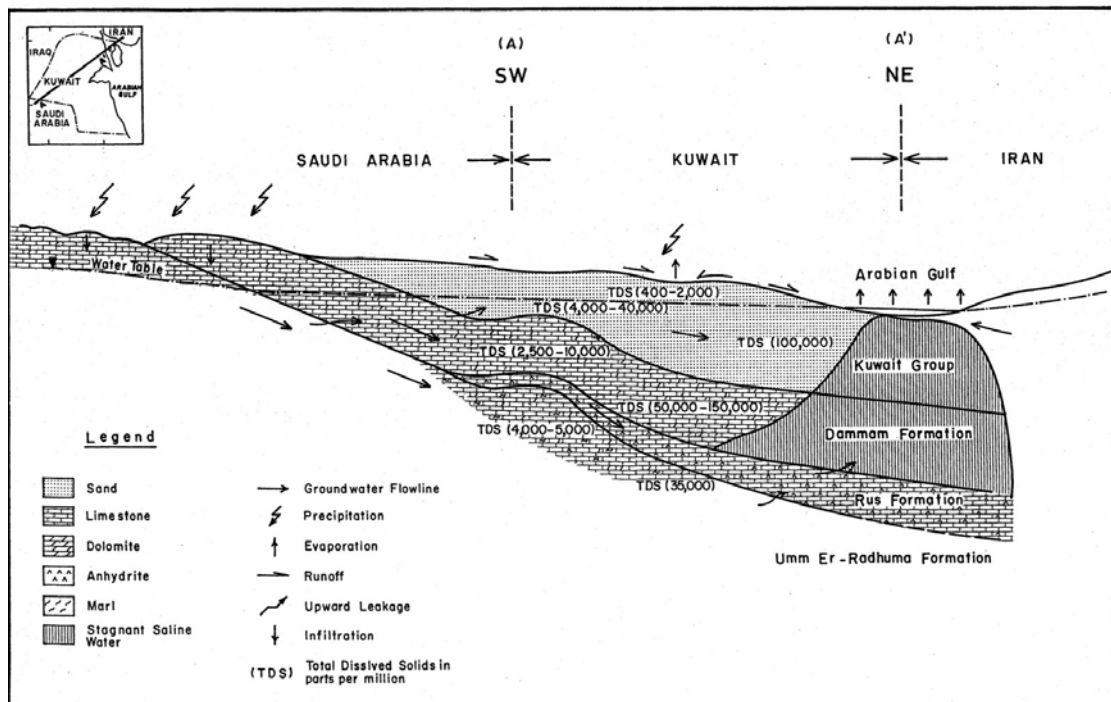 IRAN
IRAQ
KUWAIT
ARABIAN
GULF
SAUDI
ARABIA
(A)
SW
(A')
NE
SAUDI ARABIA
KUWAIT
IRAN
Water Table
Arabian Gulf
TDS (400-2,000)
TDS (4,000-40,000)
TDS (100,000)
TDS (2,500-10,000)
Kuwait Group
TDS (50,000-150,000)
TDS (4,000-5,000)
Dammam Formation
TDS (35,000)
Rus Formation
Umm Er-Radhuma Formation
Legend
Sand
Limestone
Dolomite
Anhydrite
Marl
Stagnant Saline
Water
Groundwater Flowline
Precipitation
Evaporation
Runoff
Upward Leakage
Infiltration
(TDS) Total Disslved Solids in
parts per million